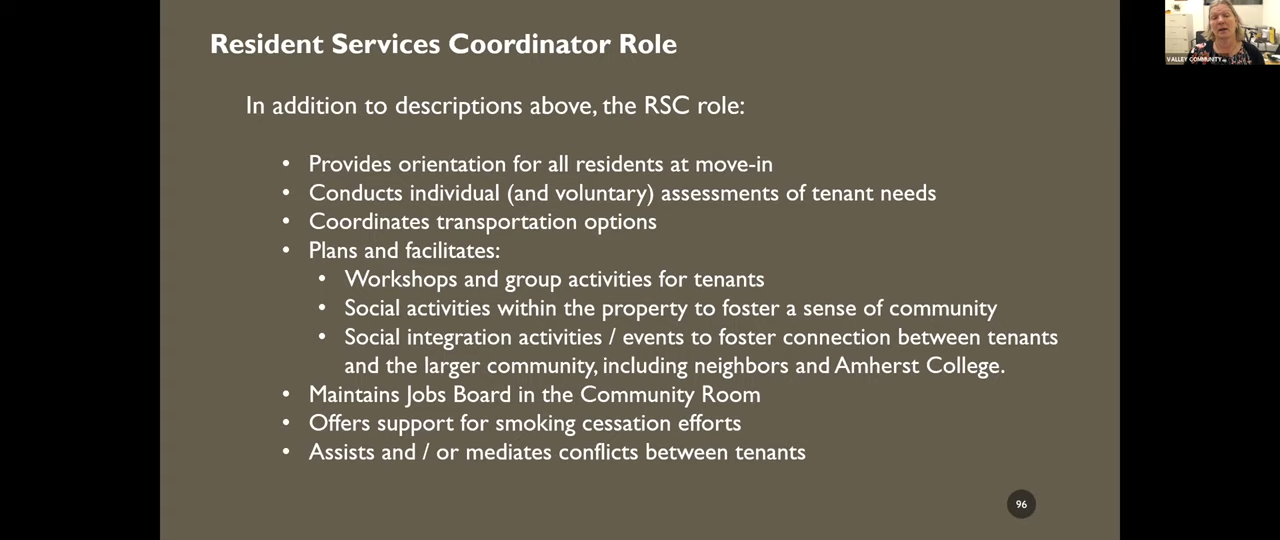 Resident Services Coordinator Role
VALLEY COMMUNITY
In addition to descriptions above, the RSC role:
• Provides orientation for all residents at move-in
• Conducts individual (and voluntary) assessments of tenant needs
• Coordinates transportation options
• Plans and facilitates:
• Workshops and group activities for tenants
• Social activities within the property to foster a sense of community
• Social integration activities / events to foster connection between tenants
and the larger community, including neighbors and Amherst College.
• Maintains Jobs Board in the Community Room
• Offers support for smoking cessation efforts
• Assists and / or mediates conflicts between tenants
96